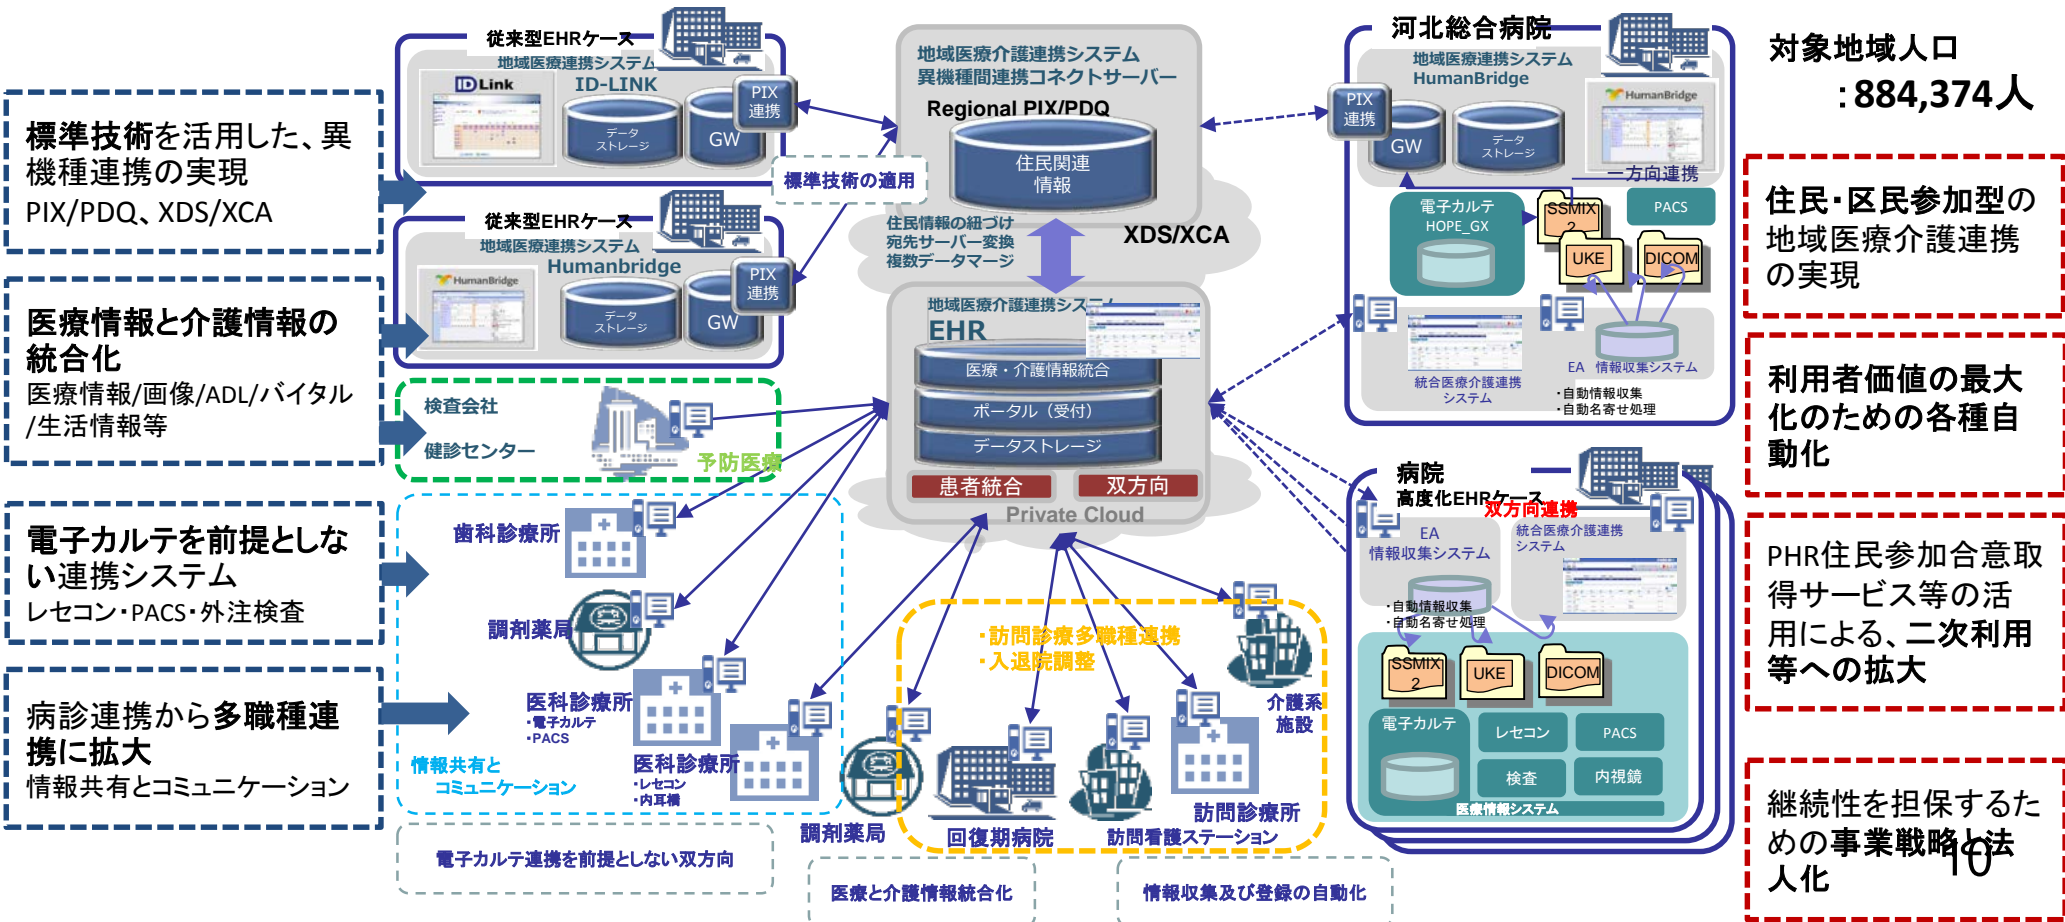 標準技術を活用した、異
機種連携の実現
PIX/PDQ、XDS/XCA
医療情報と介護情報の
統合化
医療情報/画像/ADL/バイタル
/生活情報等
電子カルテを前提としな
い連携システム
レセコン・PACS・外注検査
病診連携から多職種連
携に拡大
情報共有とコミュニケーション
従来型EHRケース
地域医療連携システム
ID-LINK
IDLink
データ
ストレージ
GW
PIX
連携
標準技術の適用
従来型EHRケース
地域医療連携システム
Humanbridge
HumanBridge
データ
ストレージ
GW
PIX
連携
検査会社
健診センター
予防医療
歯科診療所
調剤薬局
医科診療所
・電子カルテ
・PACS
医科診療所
・レセコン
・内耳橋
情報共有と
コミュニケーション
電子カルテ連携を前提としない双方向
地域医療介護連携システム
異機種間連携コネクトサーバー
Regional PIX/PDQ
住民関連
情報
住民情報の紐づけ
宛先サーバー変換
複数データマージ
XDS/XCA
地域医療介護連携システム
EHR
医療・介護情報統合
ポータル（受付）
データストレージ
患者統合
双方向
Private Cloud
・訪問診療多職種連携
・入退院調整
調剤薬局
回復期病院
訪問看護ステーション
訪問診療所
介護系
施設
医療と介護情報統合化
情報収集及び登録の自動化
河北総合病院
地域医療連携システム
HumanBridge
PIX
連携
GW
データ
ストレージ
HumanBridge
一方向連携
電子カルテ
HOPE_GX
SSMIX
2
UKE
DICOM
PACS
統合医療介護連携
システム
EA 情報収集システム
・自動情報収集
・自動名寄せ処理
病院
高度化EHRケース
双方向連携
EA
情報収集システム
統合医療介護連携
システム
・自動情報収集
・自動名寄せ処理
SSMIX
2
UKE
DICOM
電子カルテ
レセコン
PACS
検査
内視鏡
医療情報システム
対象地域人口
：884,374人
住民・区民参加型の
地域医療介護連携
の実現
利用者価値の最大
化のための各種自
動化
PHR住民参加合意取
得サービス等の活
用による、二次利用
等への拡大
継続性を担保するた
めの事業戦略と法
人化
10